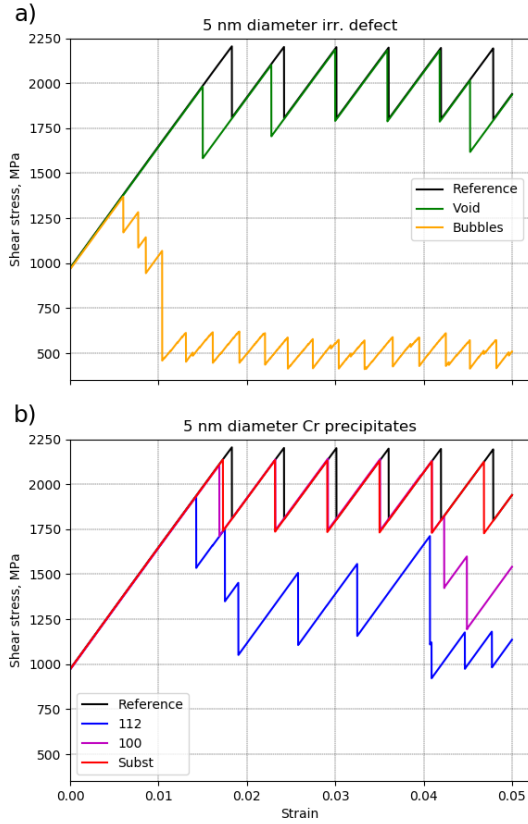 a)
5 nm diameter irr. defect
2250
2000
1750
1500
1250
1000
750
500
Shear stress, MPa
Reference
Void
Bubbles
b)
5 nm diameter Cr precipitates
2250
2000
1750
1500
1250
1000
750
500
Shear stress, MPa
Reference
112
100
Subst
0.00 0.01 0.02 0.03 0.04 0.05
Strain